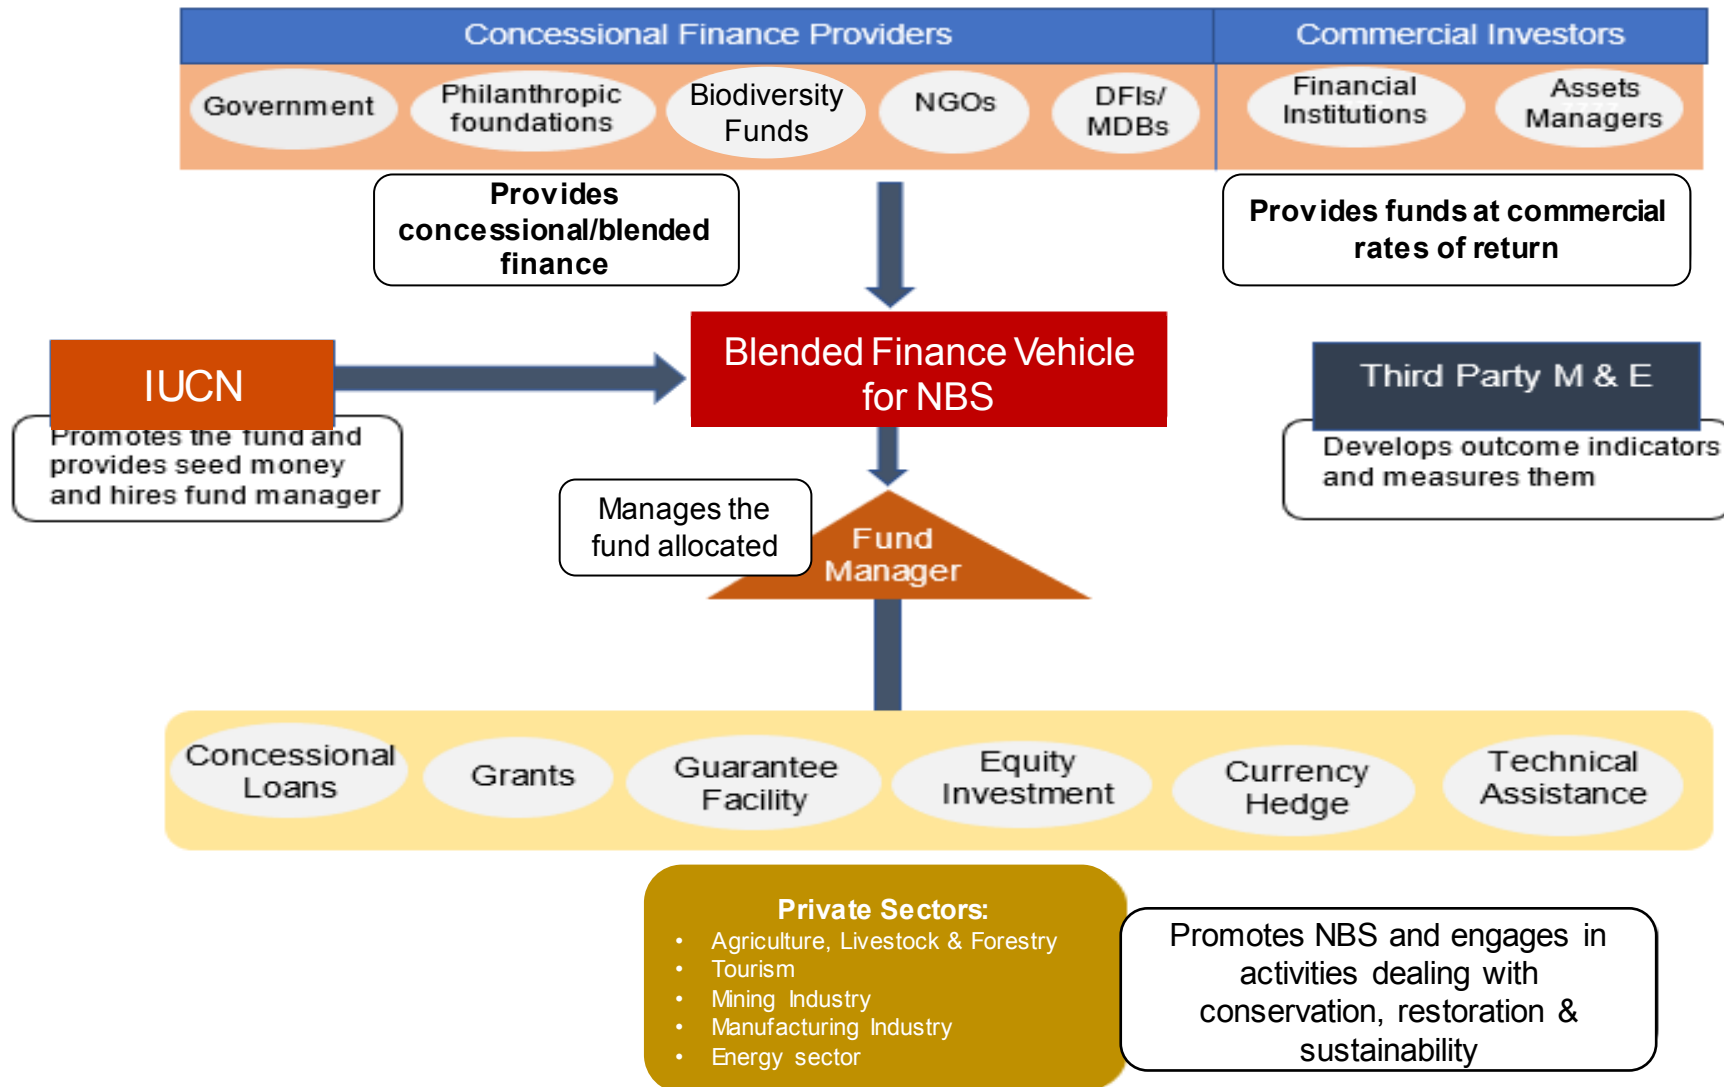 Concessional Finance Providers
Commercial Investors
Government
Philanthropic
foundations
Biodiversity
Funds
NGOs
DFIs/
MDBs
Financial
Institutions
Assets
Managers
Provides
concessional/blended
finance
Provides funds at commercial
rates of return
IUCN
Promotes the fund and
provides seed money
and hires fund manager
Blended Finance Vehicle
for NBS
Third Party M & E
Develops outcome indicators
and measures them
Manages the
fund allocated
Fund
Manager
Concessional
Loans
Grants
Guarantee
Facility
Equity
Investment
Currency
Hedge
Technical
Assistance
Private Sectors:
• Agriculture, Livestock & Forestry
• Tourism
• Mining Industry
• Manufacturing Industry
• Energy sector
Promotes NBS and engages in
activities dealing with
conservation, restoration &
sustainability